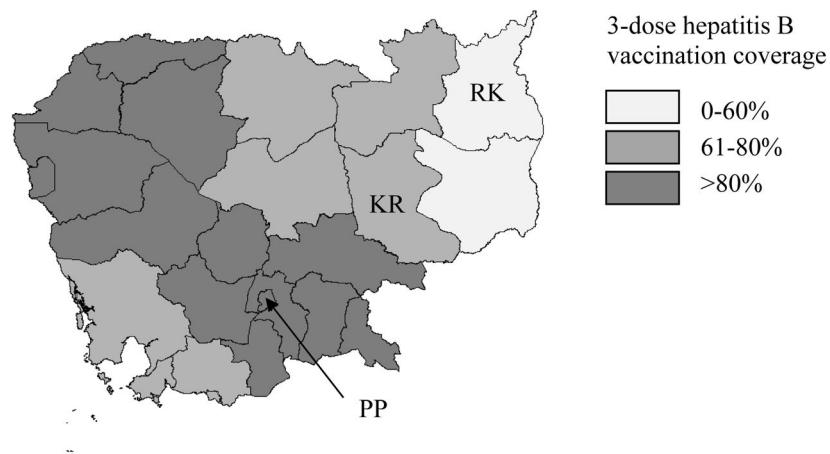 3-dose hepatitis B
vaccination coverage
RK
0-60%
61-80%
KR
>80%
PP